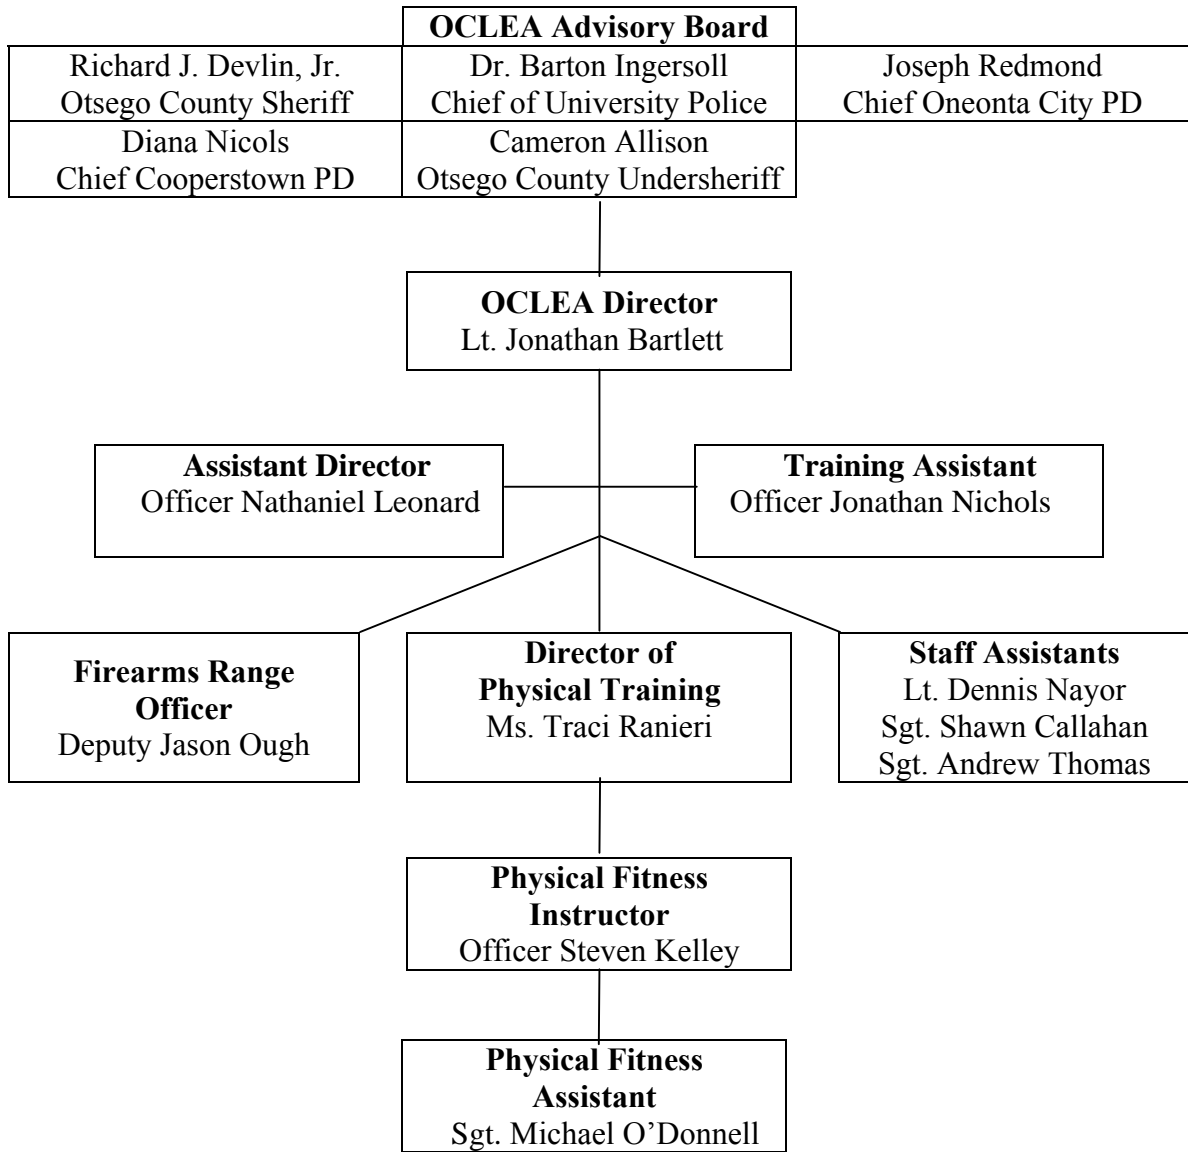 OCLEA Advisory Board
Richard J. Devlin, Jr.
Otsego County Sheriff
Dr. Barton Ingersoll
Chief of University Police
Joseph Redmond
Chief Oneonta City PD
Diana Nicols
Chief Cooperstown PD
Cameron Allison
Otsego County Undersheriff
OCLEA Director
Lt. Jonathan Bartlett
Assistant Director
Officer Nathaniel Leonard
Training Assistant
Officer Jonathan Nichols
Firearms Range
Officer
Deputy Jason Ough
Director of
Physical Training
Ms. Traci Ranieri
Staff Assistants
Lt. Dennis Nayor
Sgt. Shawn Callahan
Sgt. Andrew Thomas
Physical Fitness
Instructor
Officer Steven Kelley
Physical Fitness
Assistant
Sgt. Michael O’Donnell